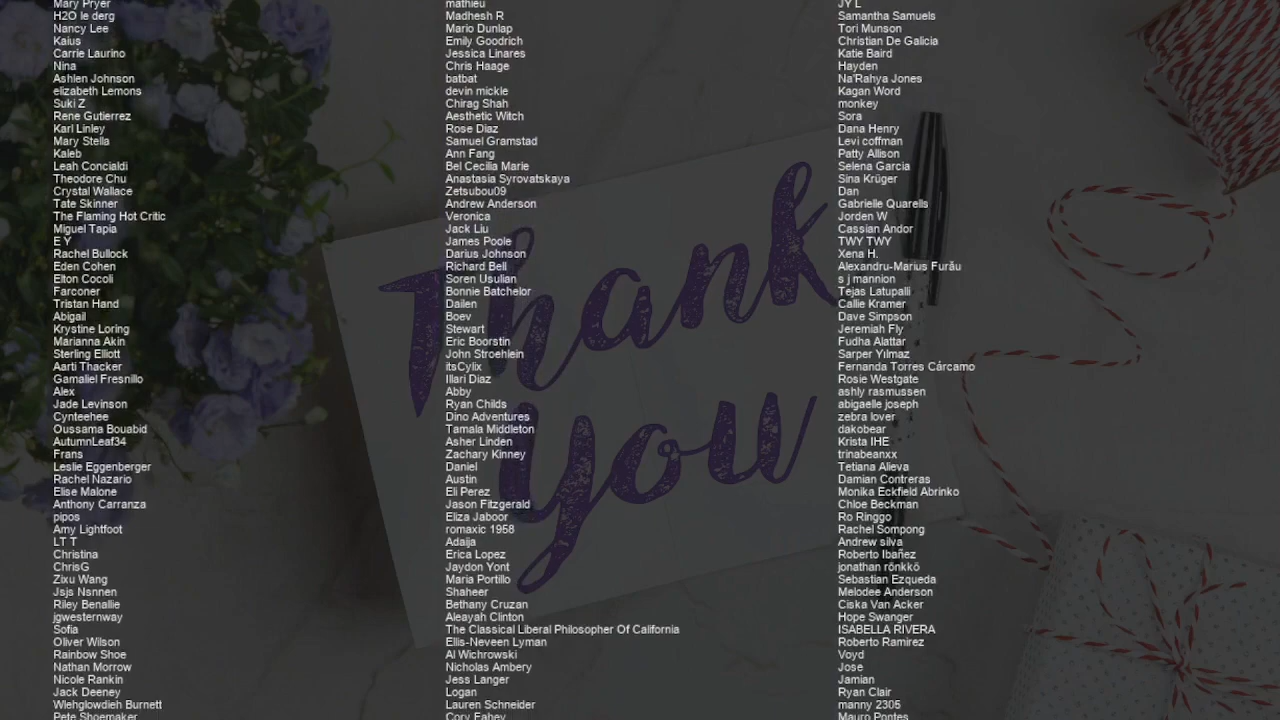 Mary Pryer
H2O le derg
Nancy Lee
Kaius
Carrie Laurino
Nina
Ashlen Johnson
elizabeth Lemons
Suki Z
Rene Gutierrez
Karl Linley
Mary Stella
Kaleb
Leah Concialdi
Theodore Chu
Crystal Wallace
Tate Skinner
The Flaming Hot Critic
Miguel Tapia
E Y
Rachel Bullock
Eden Cohen
Elton Cocoli
Farconer
Tristan Hand
Abigail
Krystine Loring
Marianna Akin
Sterling Elliott
Aarti Thacker
Gamaliel Fresnillo
Alex
Jade Levinson
Cynteehee
Oussama Bouabid
AutumnLeaf34
Frans
Leslie Eggenberger
Rachel Nazario
Elise Malone
Anthony Carranza
pipos
Amy Lightfoot
LT T
Christina
ChrisG
Zixu Wang
Jsjs Nsnnen
Riley Benallie
jgwesternway
Sofia
Oliver Wilson
Rainbow Shoe
Nathan Morrow
Nicole Rankin
Jack Deeney
Wlehglowdieh Burnett
Pete Shoemaker
mathieu
Madhesh R
Mario Dunlap
Emily Goodrich
Jessica Linares
Chris Haage
batbat
devin mickle
Chirag Shah
Aesthetic Witch
Rose Diaz
Samuel Gramstad
Ann Fang
Bel Cecilia Marie
Anastasia Syrovatskaya
Zetsubou09
Andrew Anderson
Veronica
Jack Liu
James Poole
Darius Johnson
Richard Bell
Soren Usulian
Bonnie Batchelor
Dailen
Boev
Stewart
Eric Boorstin
John Stroehlein
itsCylix
Illari Diaz
Abby
Ryan Childs
Dino Adventures
Tamala Middleton
Asher Linden
Zachary Kinney
Daniel
Austin
Eli Perez
Jason Fitzgerald
Eliza Jaboor
romaxic 1958
Adaija
Erica Lopez
Jaydon Yont
Maria Portillo
Shaheer
Bethany Cruzan
Aleayah Clinton
The Classical Liberal Philosopher Of California
Ellis-Neveen Lyman
Al Wichrowski
Nicholas Ambery
Jess Langer
Logan
Lauren Schneider
Cory Fahey
JY L
Samantha Samuels
Tori Munson
Christian De Galicia
Katie Baird
Hayden
Na'Rahya Jones
Kagan Word
monkey
Sora
Dana Henry
Levi coffman
Patty Allison
Selena Garcia
Sina Krüger
Dan
Gabrielle Quarells
Jorden W
Cassian Andor
TWY TWY
Xena H.
Alexandru-Marius Furău
s j mannion
Tejas Latupalli
Callie Kramer
Dave Simpson
Jeremiah Fly
Fudha Alattar
Sarper Yılmaz
Fernanda Torres Cárcamo
Rosie Westgate
ashly rasmussen
abigaelle joseph
zebra lover
dakobear
Krista IHE
trinabeanxx
Tetiana Alieva
Damian Contreras
Monika Eckfield Abrinko
Chloe Beckman
Ro Ringgo
Rachel Sompong
Andrew silva
Roberto Ibañez
jonathan rönkkö
Sebastian Ezqueda
Melodee Anderson
Ciska Van Acker
Hope Swanger
ISABELLA RIVERA
Roberto Ramirez
Voyd
Jose
Jamian
Ryan Clair
manny 2305
Mauro Pontes
Thank
You